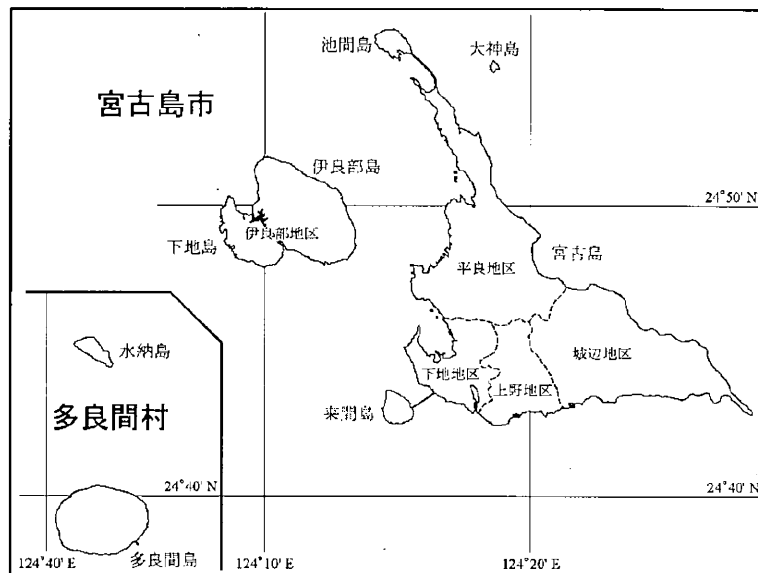 池間島
大神島
宮古島市
伊良部島
24°50' N
下地島
伊良部地区
宮古島
平良地区
水納島
城辺地区
下地地区
上野地区
来間島
多良間村
24°40' N
24°40' N
多良間島
124°40' E
124°10' E
124°20' E